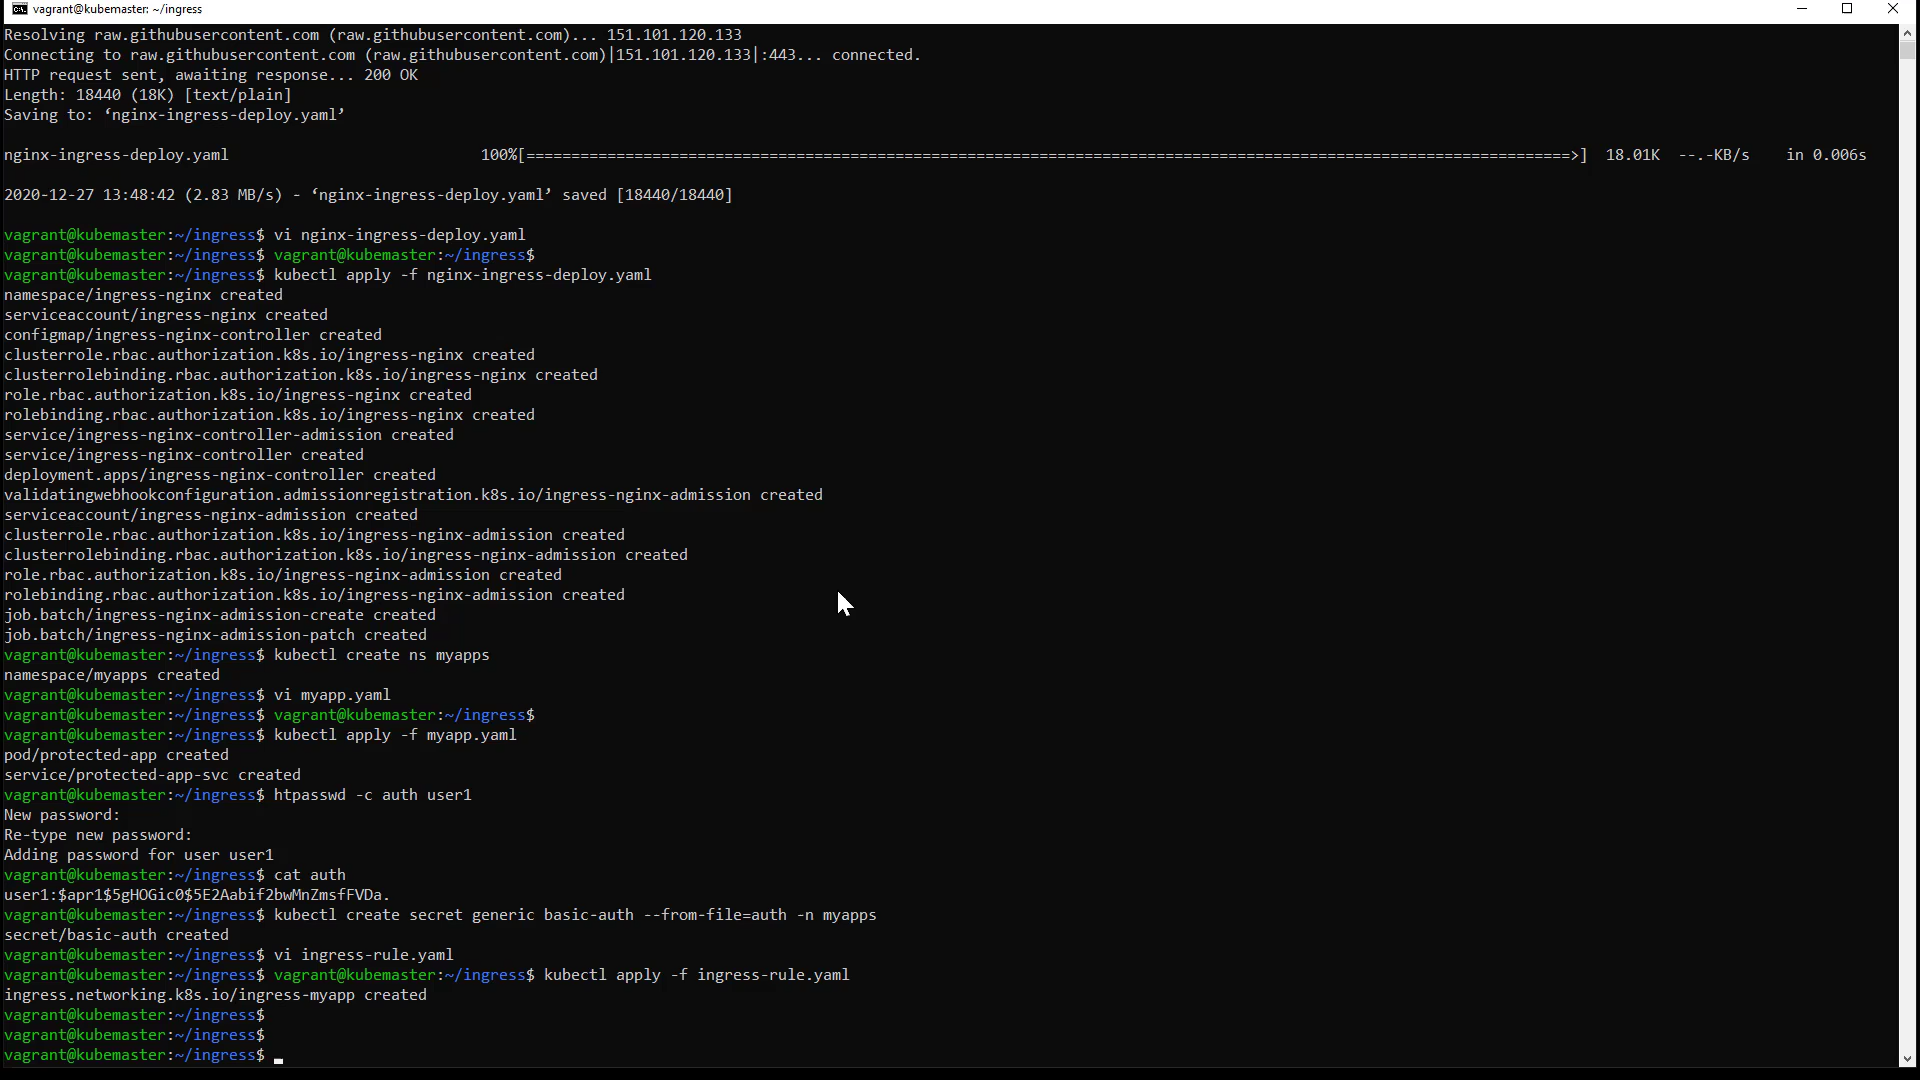 vagrant@kubemaster: ~/ingress
Resolving raw.githubusercontent.com (raw.githubusercontent.com)... 151.101.120.133
Connecting to raw.githubusercontent.com (raw.githubusercontent.com)|151.101.120.133|:443... connected.
HTTP request sent, awaiting response... 200 OK
Length: 18440 (18K) [text/plain]
Saving to: ‘nginx-ingress-deploy.yaml’
nginx-ingress-deploy.yaml 100%[====================================================================================================================>] 18.01K --.-KB/s in 0.006s
2020-12-27 13:48:42 (2.83 MB/s) - ‘nginx-ingress-deploy.yaml’ saved [18440/18440]
vagrant@kubemaster:~/ingress$ vi nginx-ingress-deploy.yaml
vagrant@kubemaster:~/ingress$ vagrant@kubemaster:~/ingress$
vagrant@kubemaster:~/ingress$ kubectl apply -f nginx-ingress-deploy.yaml
namespace/ingress-nginx created
serviceaccount/ingress-nginx created
configmap/ingress-nginx-controller created
clusterrole.rbac.authorization.k8s.io/ingress-nginx created
clusterrolebinding.rbac.authorization.k8s.io/ingress-nginx created
role.rbac.authorization.k8s.io/ingress-nginx created
rolebinding.rbac.authorization.k8s.io/ingress-nginx created
service/ingress-nginx-controller-admission created
service/ingress-nginx-controller created
deployment.apps/ingress-nginx-controller created
validatingwebhookconfiguration.admissionregistration.k8s.io/ingress-nginx-admission created
serviceaccount/ingress-nginx-admission created
clusterrole.rbac.authorization.k8s.io/ingress-nginx-admission created
clusterrolebinding.rbac.authorization.k8s.io/ingress-nginx-admission created
role.rbac.authorization.k8s.io/ingress-nginx-admission created
rolebinding.rbac.authorization.k8s.io/ingress-nginx-admission created
job.batch/ingress-nginx-admission-create created
job.batch/ingress-nginx-admission-patch created
vagrant@kubemaster:~/ingress$ kubectl create ns myapps
namespace/myapps created
vagrant@kubemaster:~/ingress$ vi myapp.yaml
vagrant@kubemaster:~/ingress$ vagrant@kubemaster:~/ingress$
vagrant@kubemaster:~/ingress$ kubectl apply -f myapp.yaml
pod/protected-app created
service/protected-app-svc created
vagrant@kubemaster:~/ingress$ htpasswd -c auth user1
New password:
Re-type new password:
Adding password for user user1
vagrant@kubemaster:~/ingress$ cat auth
user1:$apr1$5gHOGic0$5E2Aabif2bwMnZmsfFVDa.
vagrant@kubemaster:~/ingress$ kubectl create secret generic basic-auth --from-file=auth -n myapps
secret/basic-auth created
vagrant@kubemaster:~/ingress$ vi ingress-rule.yaml
vagrant@kubemaster:~/ingress$ vagrant@kubemaster:~/ingress$ kubectl apply -f ingress-rule.yaml
ingress.networking.k8s.io/ingress-myapp created
vagrant@kubemaster:~/ingress$
vagrant@kubemaster:~/ingress$
vagrant@kubemaster:~/ingress$